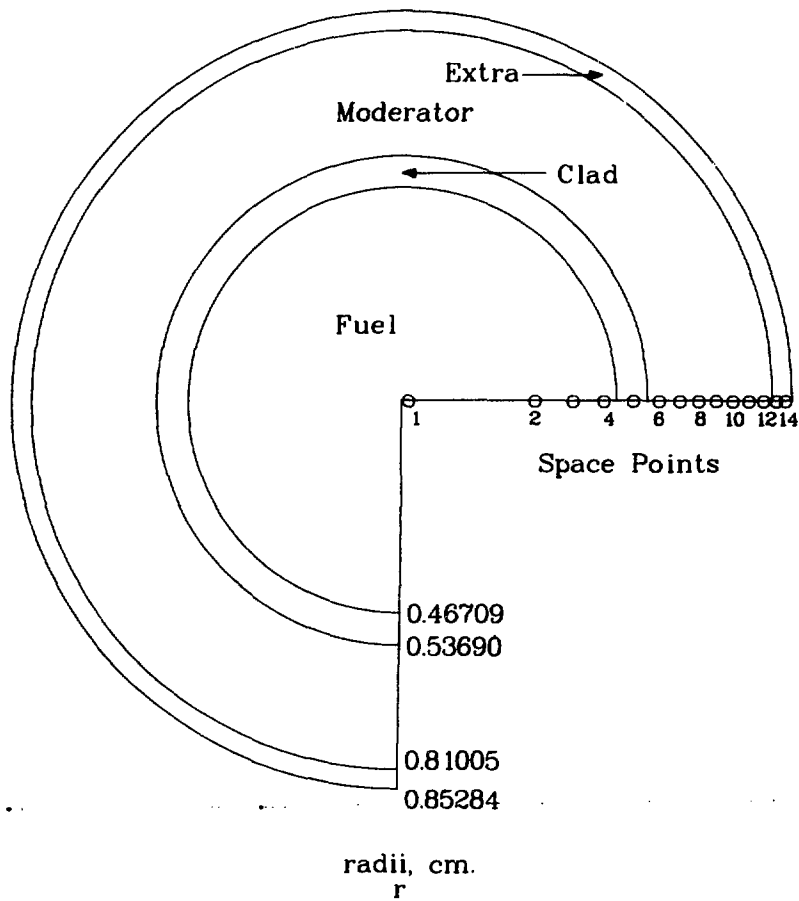 Extra
Moderator
Clad
Fuel
1 2 4 6 8 10 12 14
Space Points
0.46709
0.53690
0.81005
0.85284
radii, cm.
r